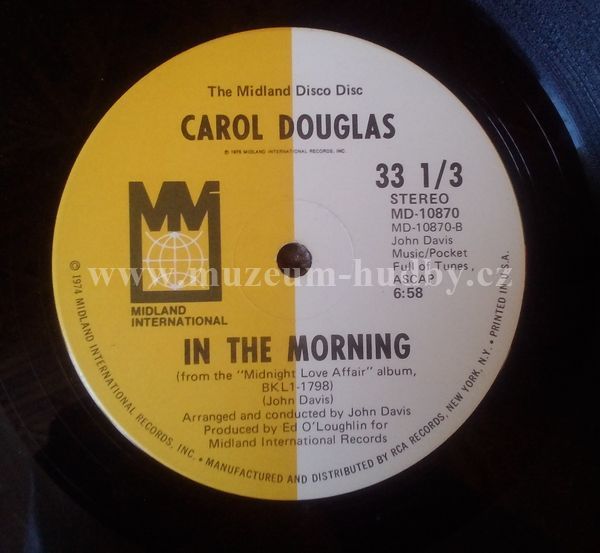 The Midland Disco Disc
CAROL DOUGLAS
℗ 1975 MIDLAND INTERNATIONAL RECORDS, INC.
33 1/3
STEREO
MD-10870
MD-10870-B
John Davis
Music/Pocket
Full of Tunes,
ASCAP
6:58
MIDLAND
INTERNATIONAL
www.muzeum-hudby.cz
IN THE MORNING
(from the "Midnight Love Affair" album,
BKL1-1798)
(John Davis)
Arranged and conducted by John Davis
Produced by Ed O'Loughlin for
Midland International Records
© 1974 MIDLAND INTERNATIONAL RECORDS, INC. • MANUFACTURED AND DISTRIBUTED BY RCA RECORDS, NEW YORK, N.Y. • PRINTED IN U.S.A.